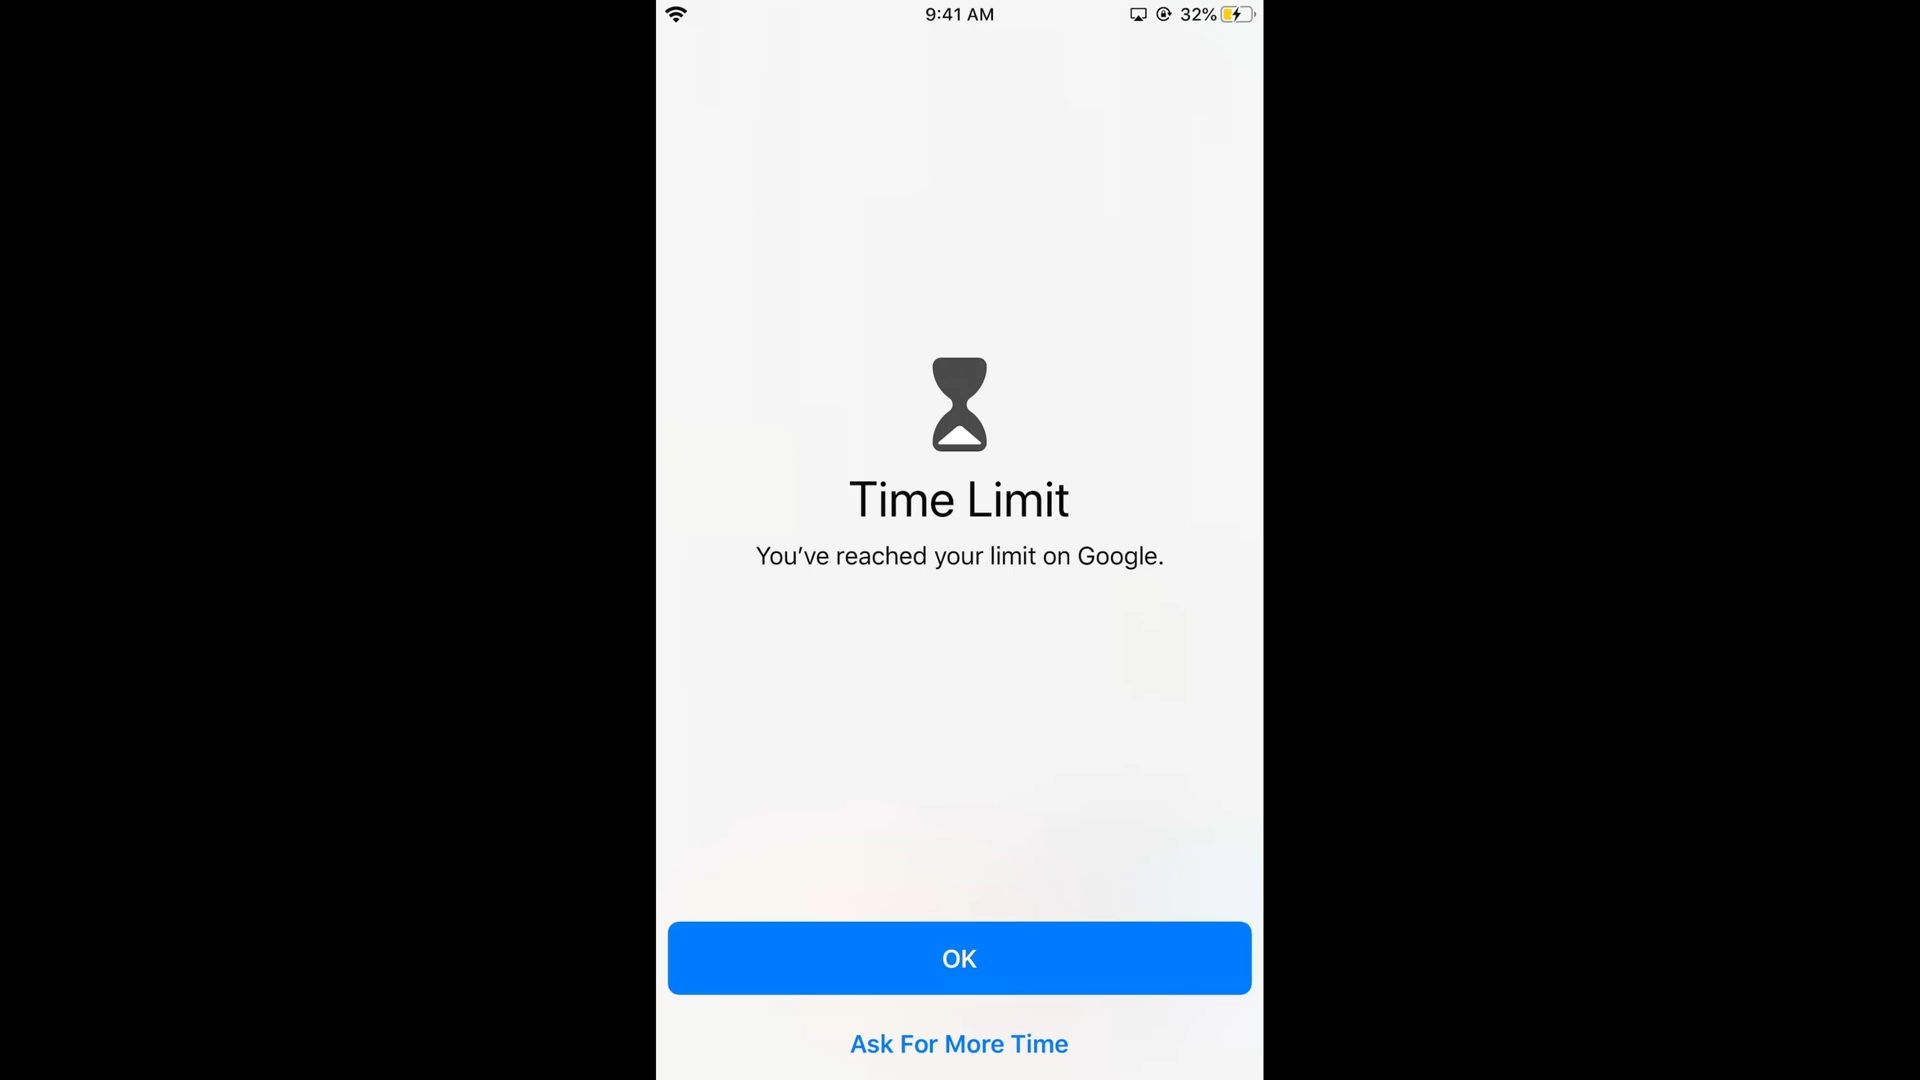 9:41 AM 32%
Time Limit
You’ve reached your limit on Google.
OK
Ask For More Time